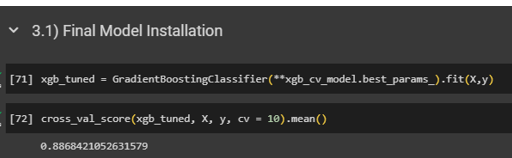 3.1) Final Model Installation
[71] xgb_tuned = GradientBoostingClassifier(**xgb_cv_model.best_params_).fit(X,y)
[72] cross_val_score(xgb_tuned, X, y, cv = 10).mean()
0.8868421052631579